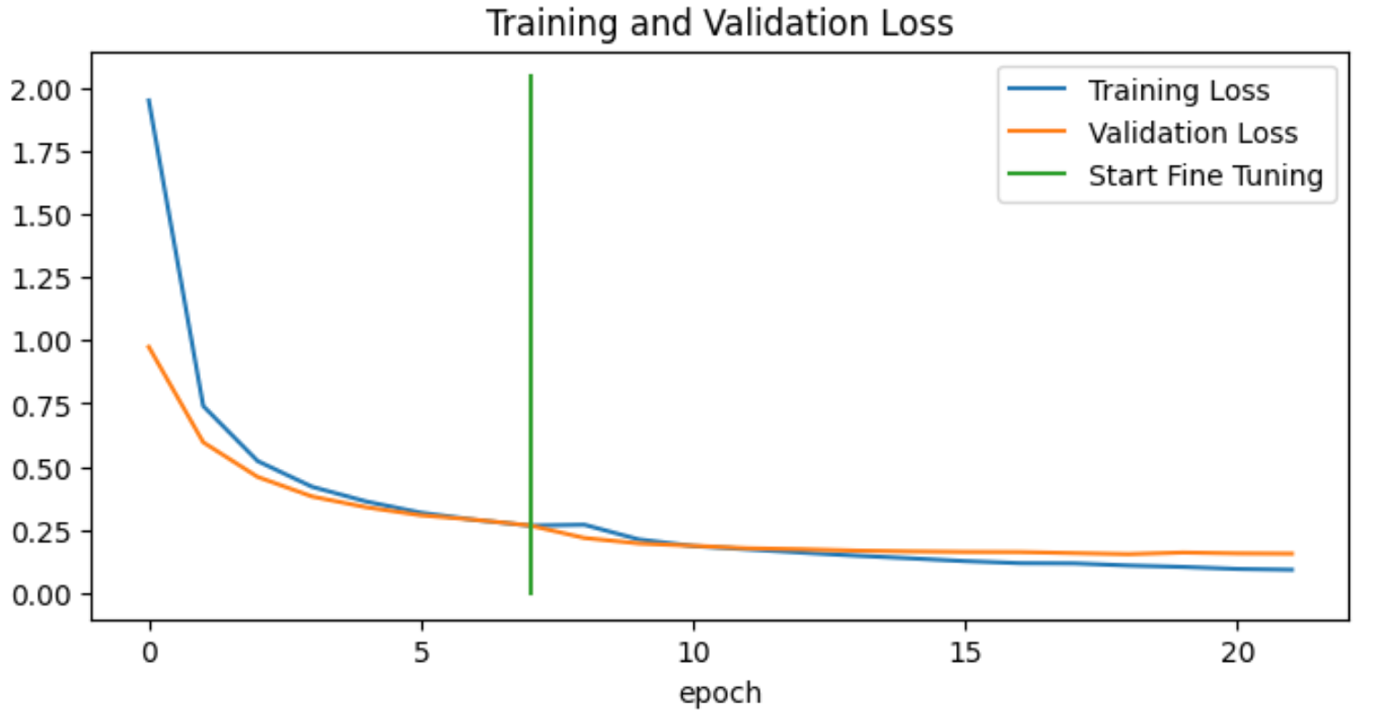 Training and Validation Loss
2.00
1.75
1.50
1.25
1.00
0.75
0.50
0.25
0.00
Training Loss
Validation Loss
Start Fine Tuning
0 5 10 15 20
epoch